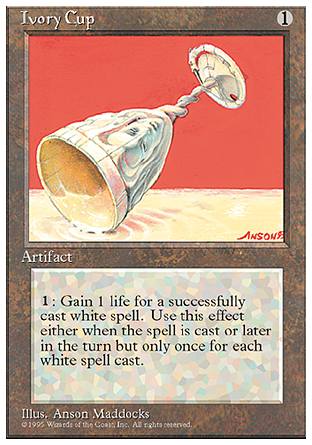 Ivory Cup 1
ANSON
Artifact
1: Gain 1 life for a successfully
cast white spell. Use this effect
either when the spell is cast or later
in the turn but only once for each
white spell cast.
Illus. Anson Maddocks
©1995 Wizards of the Coast, Inc. All rights reserved.